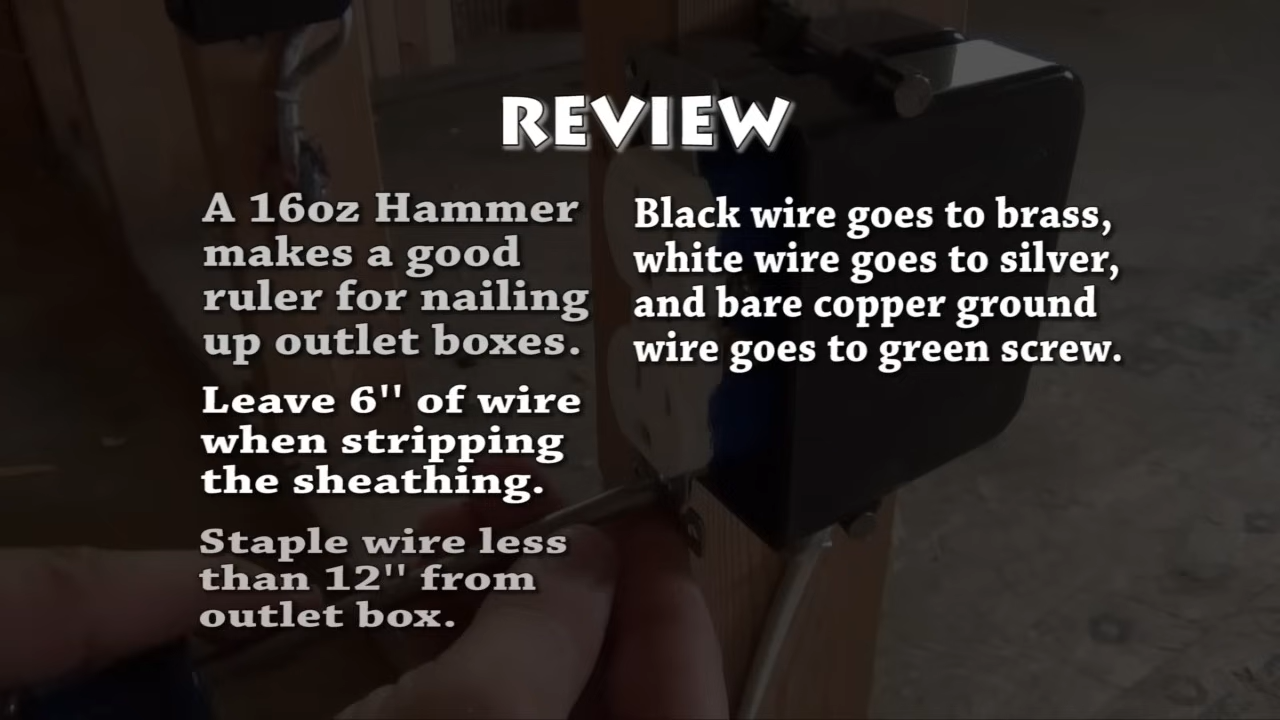 REVIEW
A 16oz Hammer
makes a good
ruler for nailing
up outlet boxes.
Leave 6'' of wire
when stripping
the sheathing.
Staple wire less
than 12'' from
outlet box.
Black wire goes to brass,
white wire goes to silver,
and bare copper ground
wire goes to green screw.